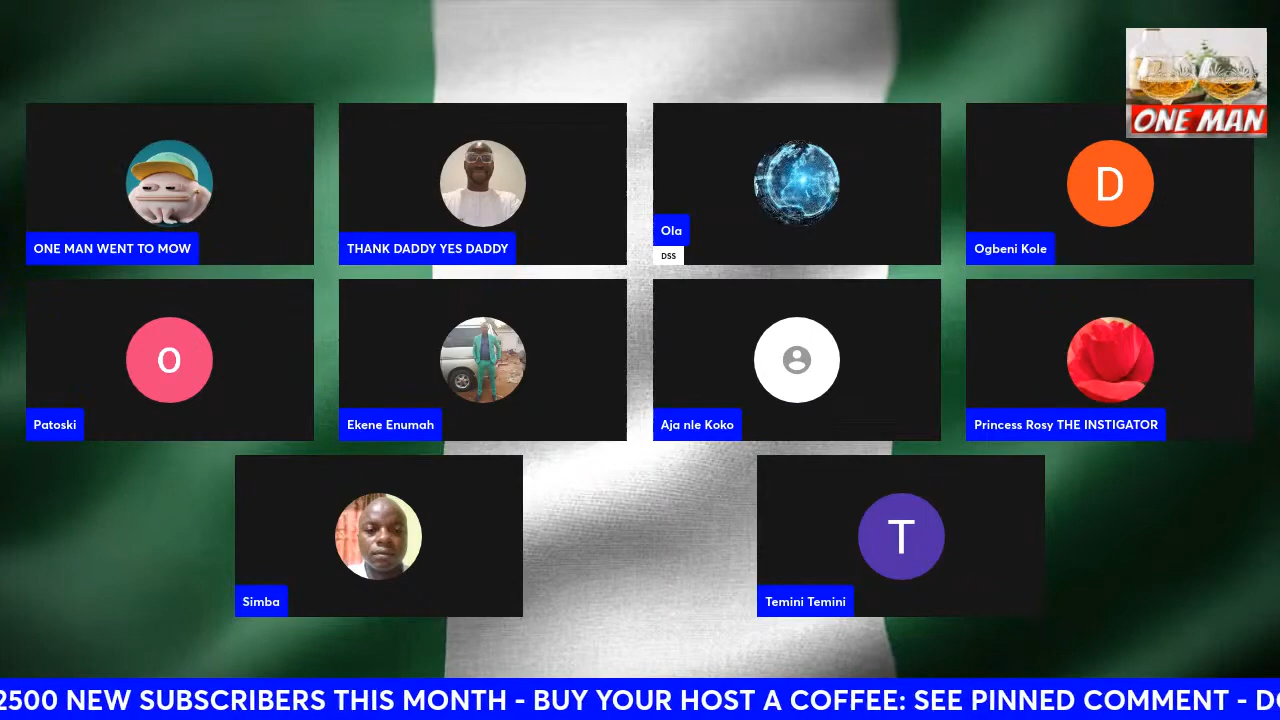 ONE MAN
ONE MAN WENT TO MOW
THANK DADDY YES DADDY
Ola
DSS
D
Ogbeni Kole
O
Patoski
Ekene Enumah
Aja nle Koko
Princess Rosy THE INSTIGATOR
Simba
T
Temini Temini
2500 NEW SUBSCRIBERS THIS MONTH - BUY YOUR HOST A COFFEE: SEE PINNED COMMENT -